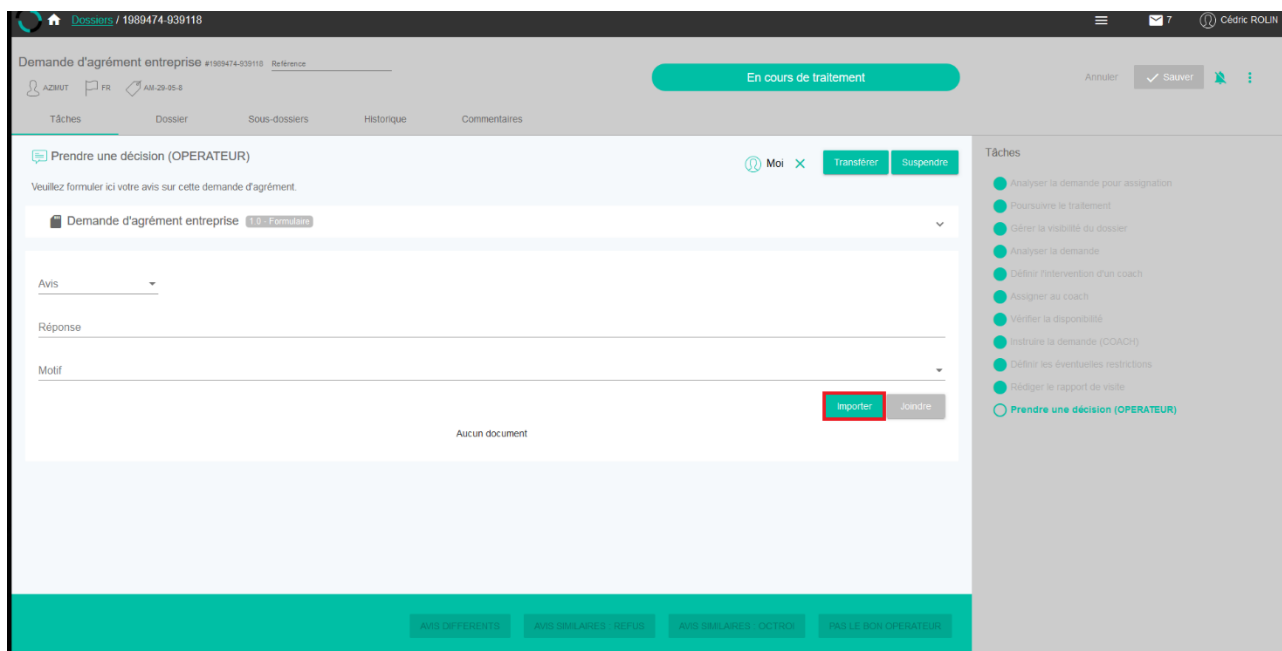 Dossiers / 1989474-939118
7
Cédric ROLIN
Demande d'agrément entreprise #1989474-939118 Référence
AZIMUT FR AM-29-05-8
En cours de traitement
Annuler Sauver
Tâches Dossier Sous-dossiers Historique Commentaires
Prendre une décision (OPERATEUR)
Moi Transférer Suspendre
Veuillez formuler ici votre avis sur cette demande d'agrément.
Demande d'agrément entreprise 1.0 - Formulaire
Avis
Réponse
Motif
Importer Joindre
Aucun document
AVIS DIFFERENTS AVIS SIMILAIRES : REFUS AVIS SIMILAIRES : OCTROI PAS LE BON OPERATEUR
Tâches
Analyser la demande pour assignation
Poursuivre le traitement
Gérer la visibilité du dossier
Analyser la demande
Définir l'intervention d'un coach
Assigner au coach
Vérifier la disponibilité
Instruire la demande (COACH)
Définir les éventuelles restrictions
Rédiger le rapport de visite
Prendre une décision (OPERATEUR)